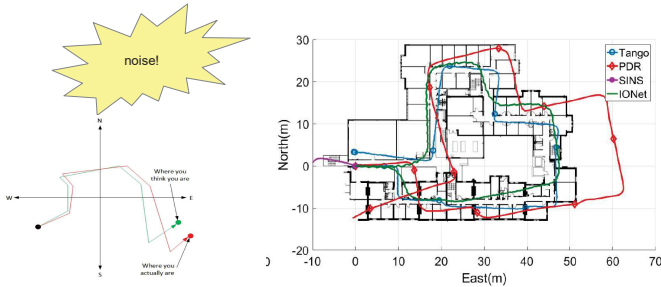 noise!
N
Where you
think you are
W
E
Where you
actually are
S
30
20
10
0
-10
-20
North(m)
-10
0
10
20
30
40
50
60
70
East(m)
Tango
PDR
SINS
IONet
0